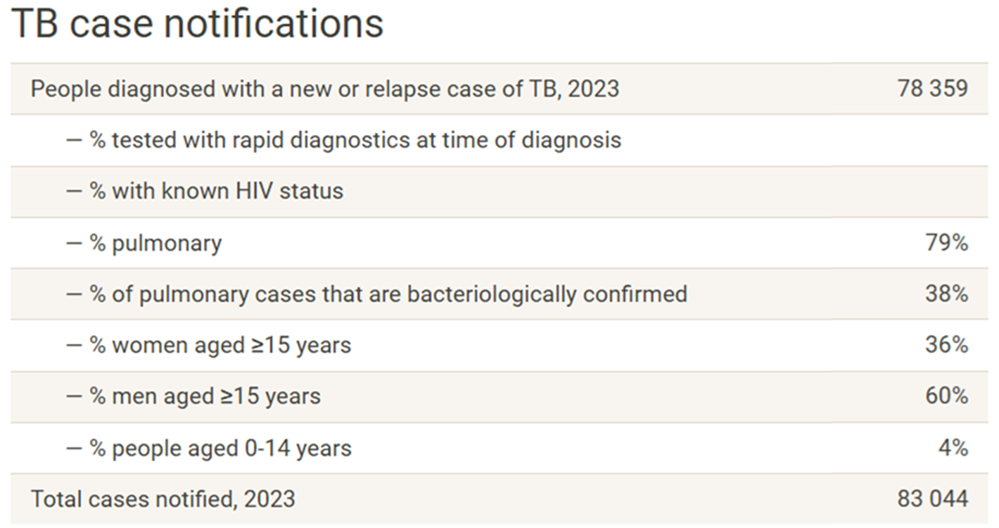 TB case notifications
People diagnosed with a new or relapse case of TB, 2023 78 359
— % tested with rapid diagnostics at time of diagnosis
— % with known HIV status
— % pulmonary 79%
— % of pulmonary cases that are bacteriologically confirmed 38%
— % women aged ≥15 years 36%
— % men aged ≥15 years 60%
— % people aged 0-14 years 4%
Total cases notified, 2023 83 044